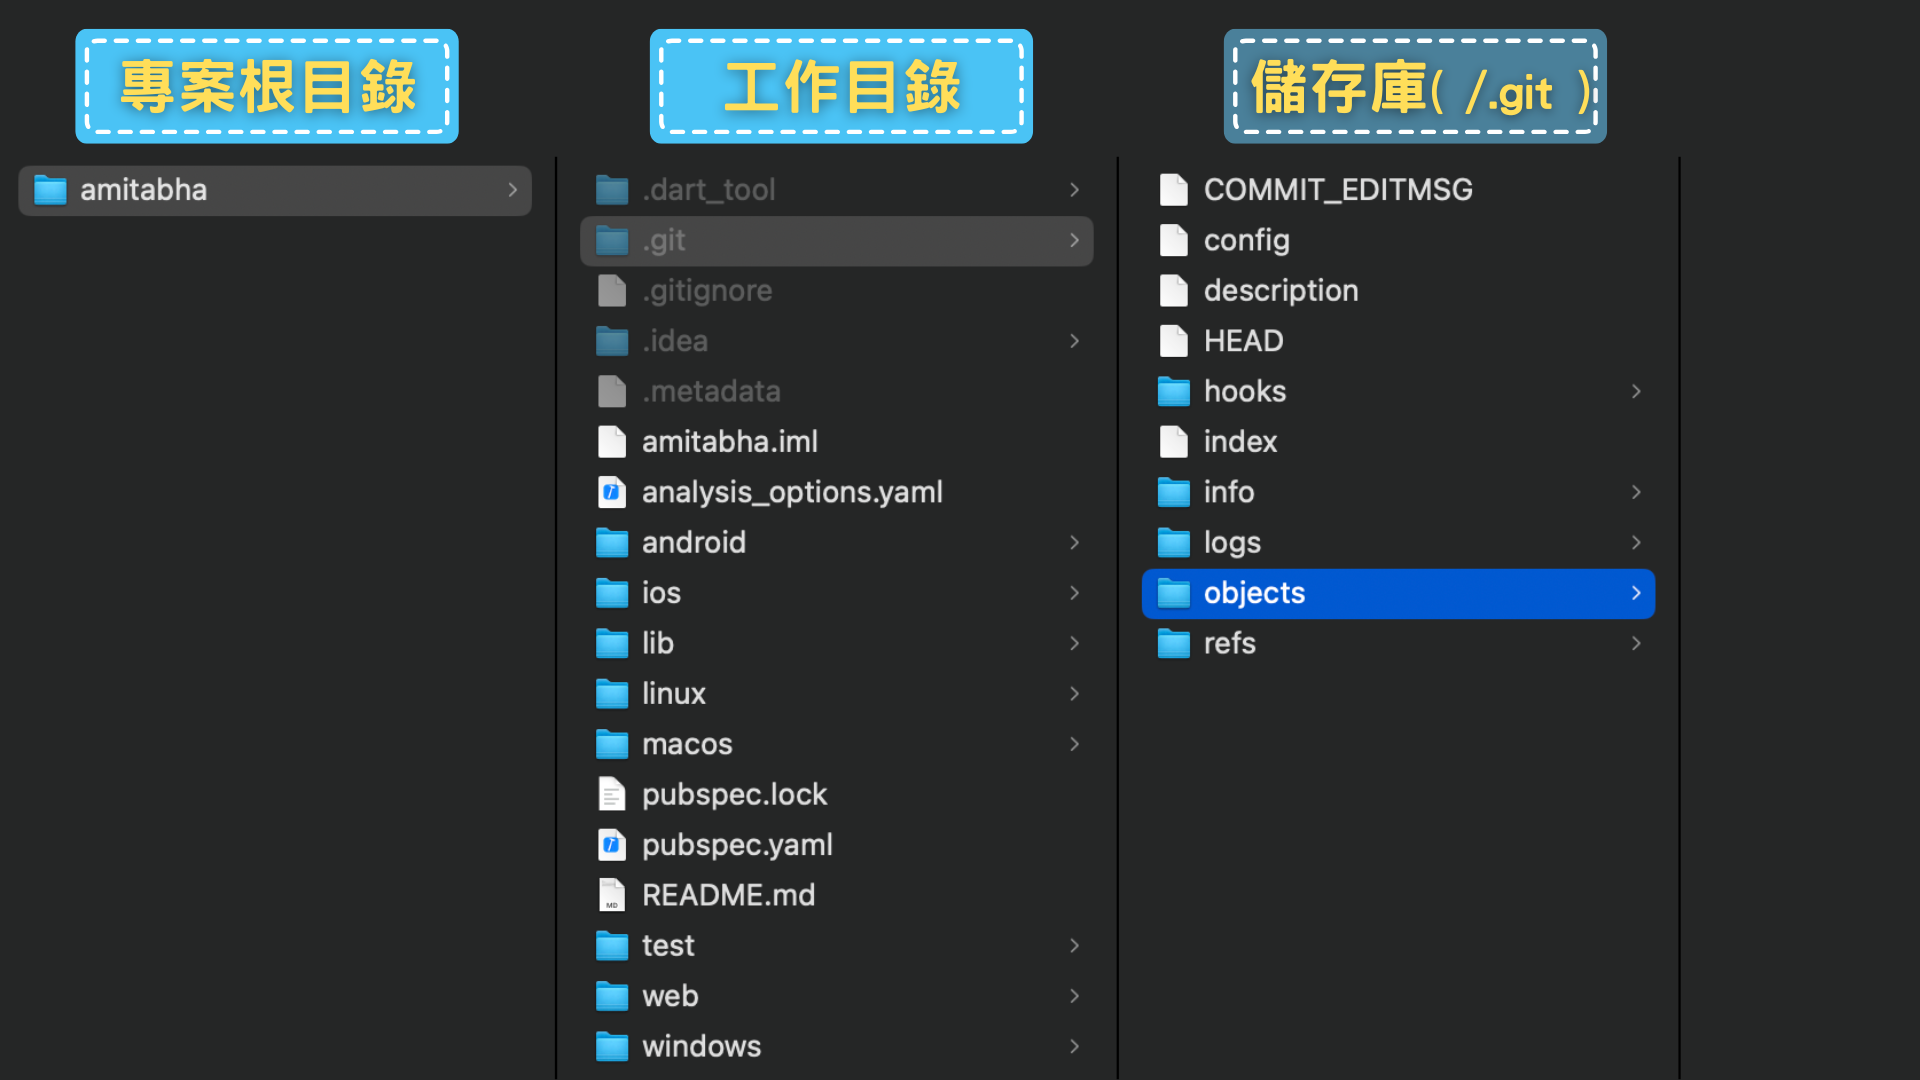 專案根目錄
工作目錄
儲存庫( /.git )
amitabha
.dart_tool
.git
.gitignore
.idea
.metadata
amitabha.iml
analysis_options.yaml
android
ios
lib
linux
macos
pubspec.lock
pubspec.yaml
MD
README.md
test
web
windows
COMMIT_EDITMSG
config
description
HEAD
hooks
index
info
logs
objects
refs